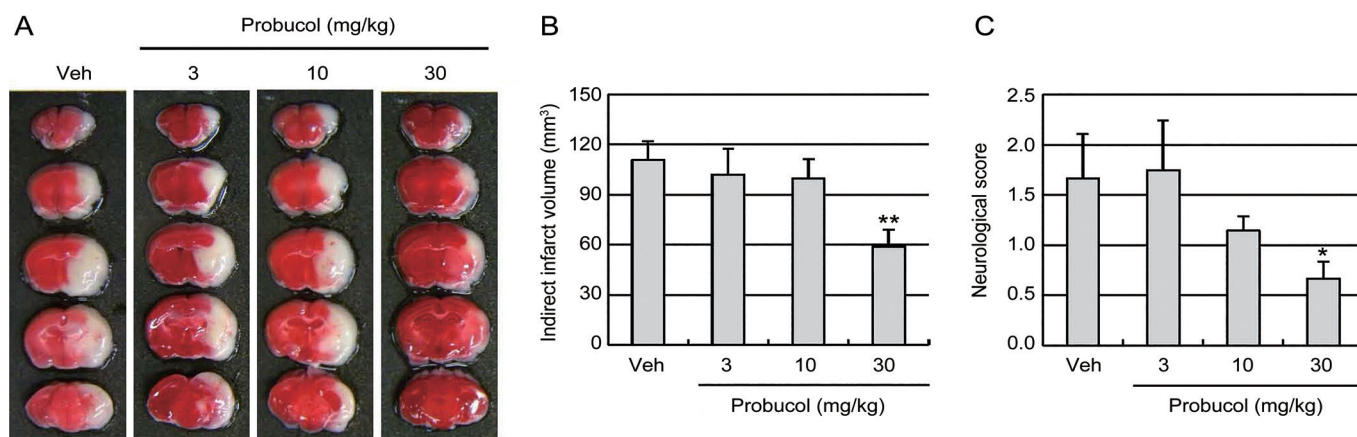 A
Probucol (mg/kg)
Veh 3 10 30
B
Indirect infarct volume (mm³)
150
120
90
60
30
0
**
Veh 3 10 30
Probucol (mg/kg)
C
Neurological score
2.5
2.0
1.5
1.0
0.5
0.0
*
Veh 3 10 30
Probucol (mg/kg)